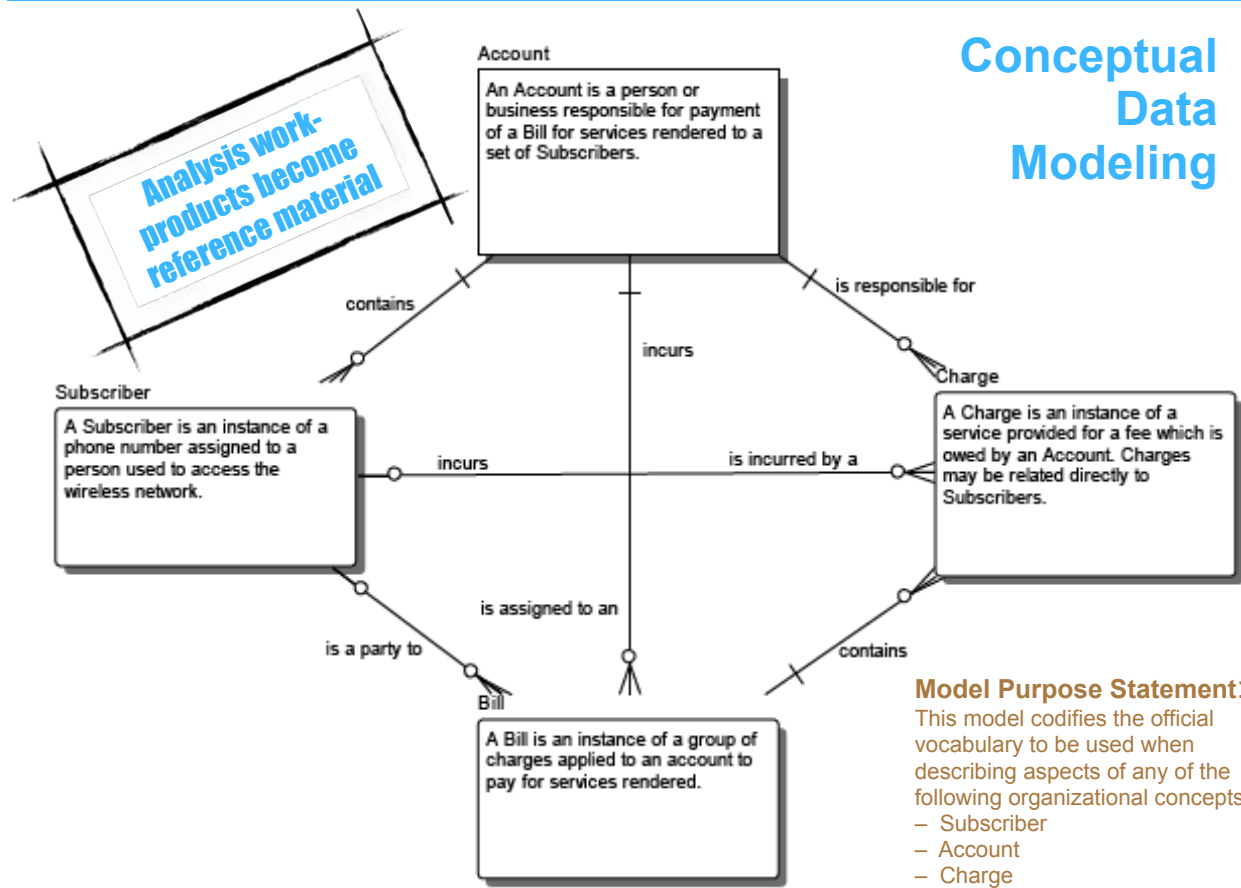 Conceptual
Data
Modeling
Analysis work-
products become
reference material
Account
An Account is a person or
business responsible for payment
of a Bill for services rendered to a
set of Subscribers.
contains
is responsible for
incurs
Subscriber
A Subscriber is an instance of a
phone number assigned to a
person used to access the
wireless network.
Charge
A Charge is an instance of a
service provided for a fee which is
owed by an Account. Charges
may be related directly to
Subscribers.
incurs
is incurred by a
is assigned to an
is a party to
contains
Bill
A Bill is an instance of a group of
charges applied to an account to
pay for services rendered.
Model Purpose Statement:
This model codifies the official
vocabulary to be used when
describing aspects of any of the
following organizational concepts
– Subscriber
– Account
– Charge